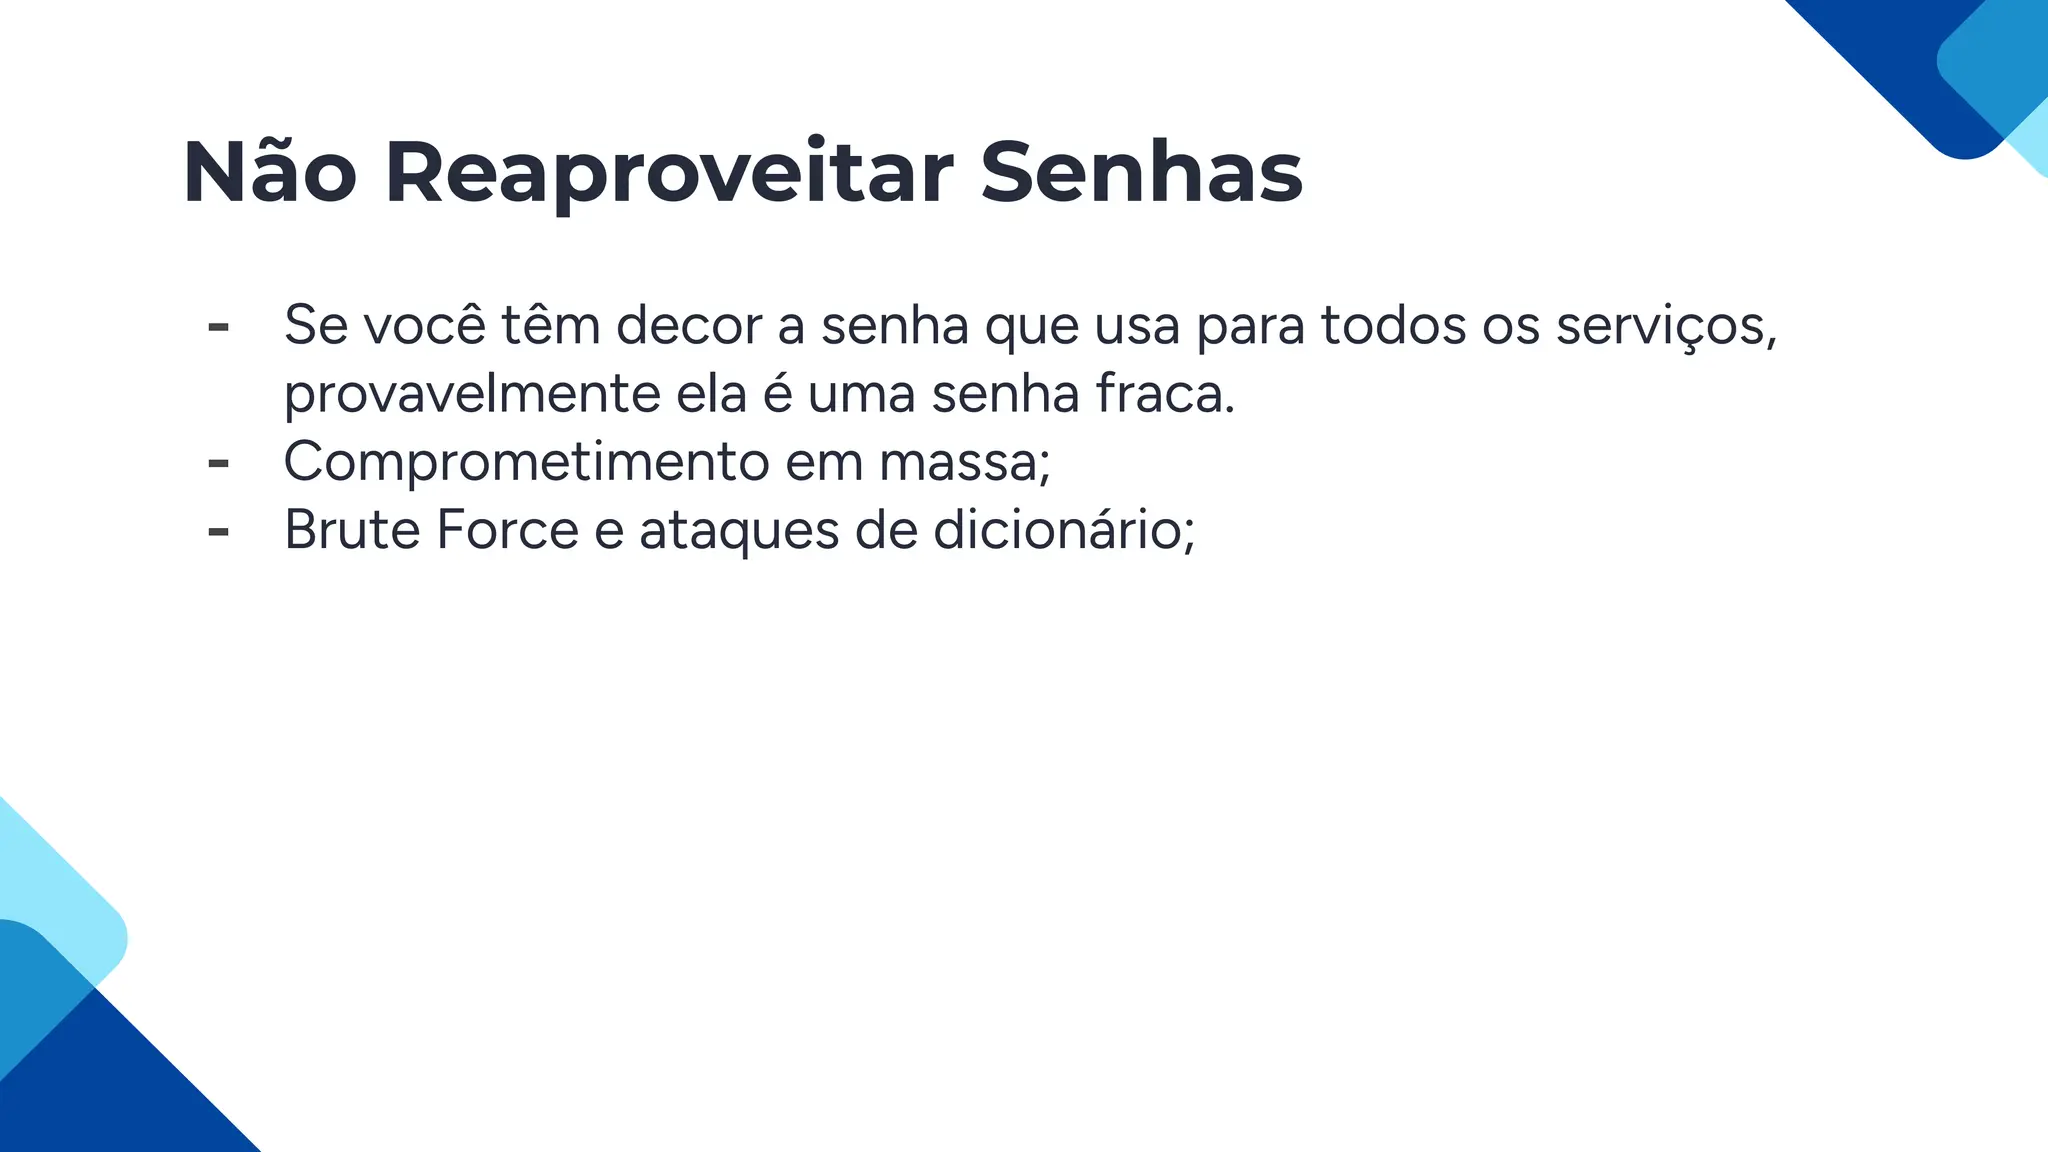 Não Reaproveitar Senhas
- Se você têm decor a senha que usa para todos os serviços,
provavelmente ela é uma senha fraca.
- Comprometimento em massa;
- Brute Force e ataques de dicionário;